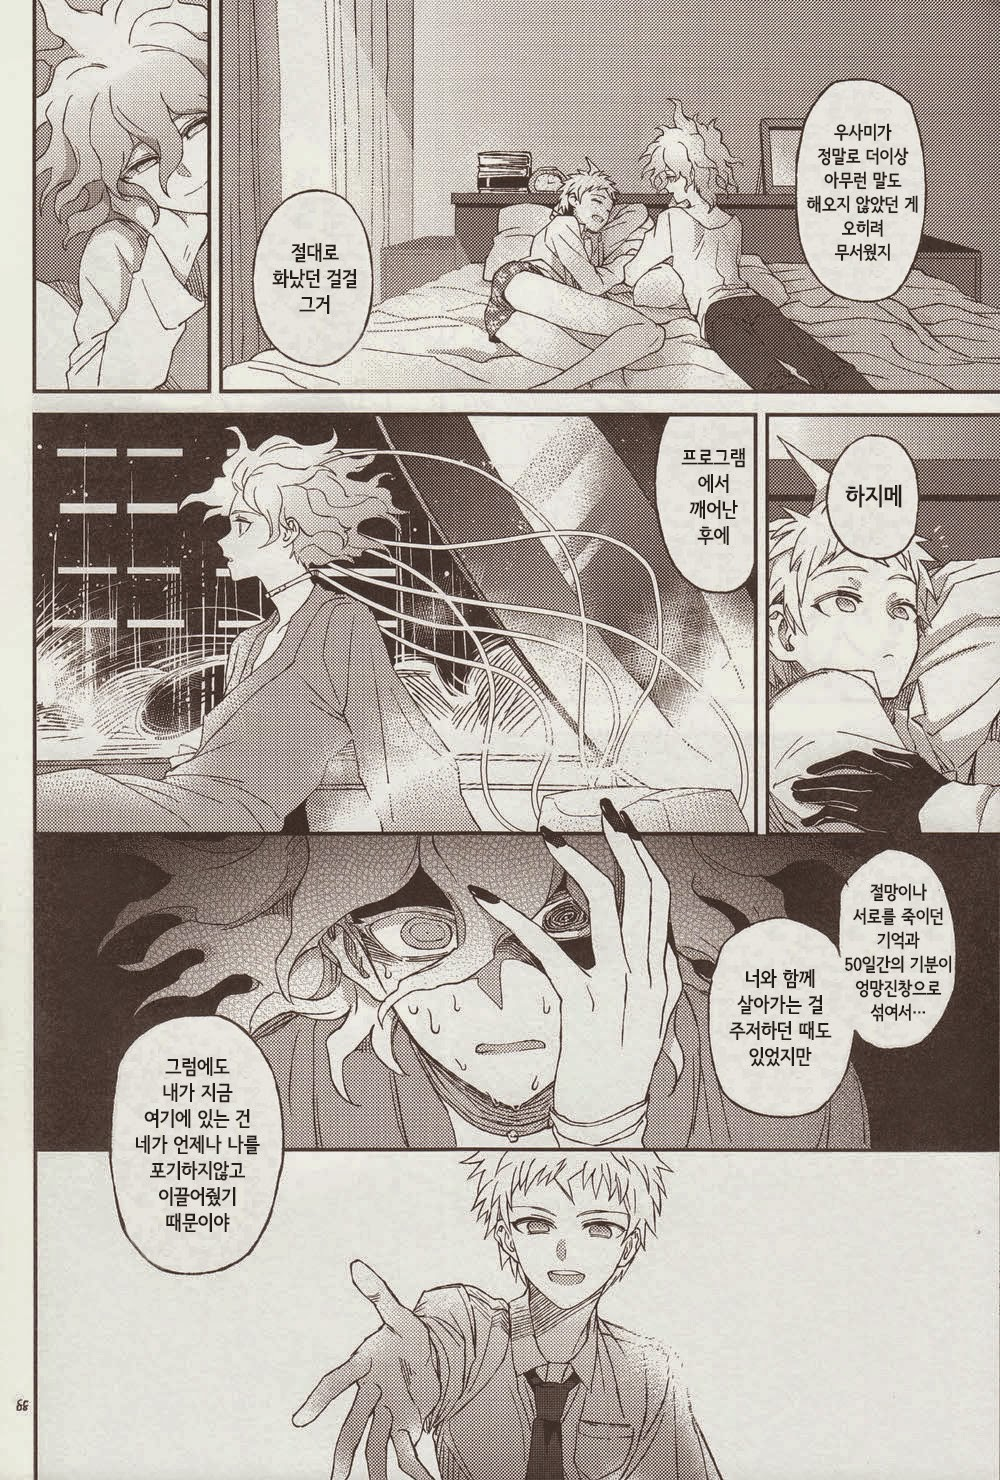 우사미가
정말로 더이상
아무런 말도
해오지 않았던 게
오히려
무서웠지
절대로
화났던 걸걸
그거
하지메
프로그램
에서
깨어난
후에
절망이나
서로를 죽이던
기억과
50일간의 기분이
엉망진창으로
섞여서…
너와 함께
살아가는 걸
주저하던 때도
있었지만
그럼에도
내가 지금
여기에 있는 건
네가 언제나 나를
포기하지않고
이끌어줬기
때문이야